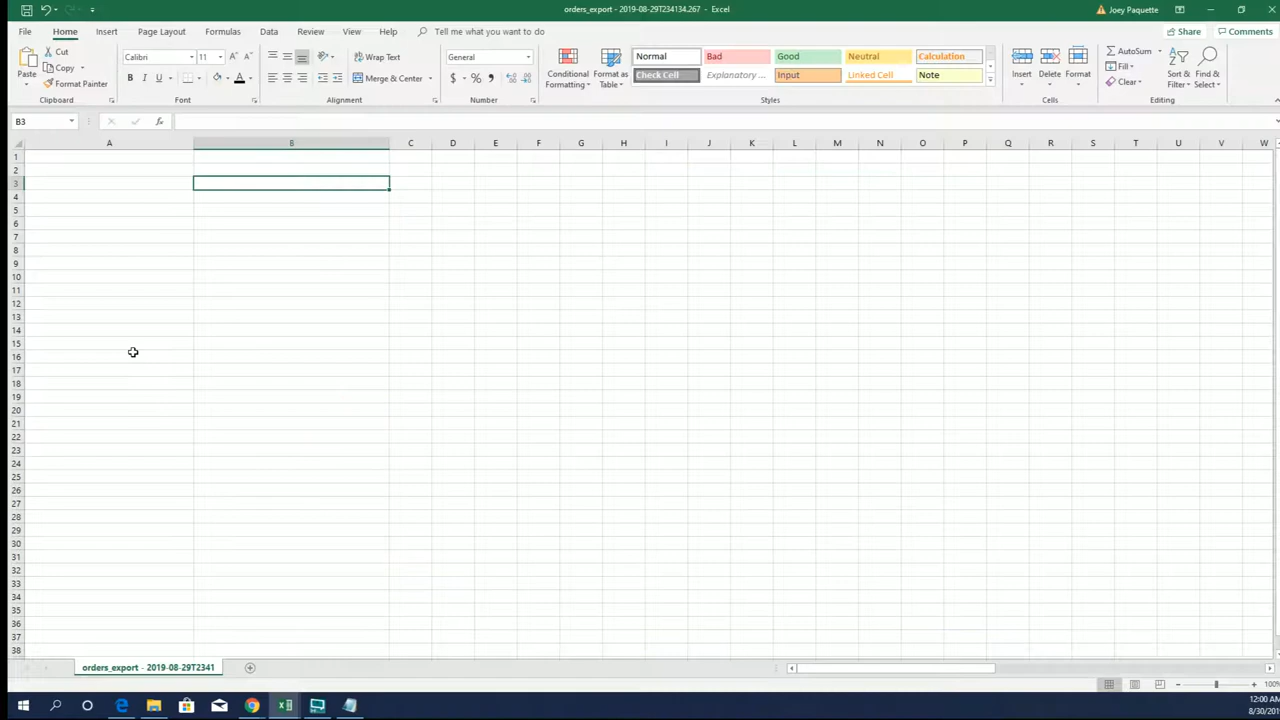 orders_export - 2019-08-29T234134.267 - Excel
Joey Paquette
File Home Insert Page Layout Formulas Data Review View Help Tell me what you want to do
Share Comments
Paste
Cut
Copy
Format Painter
Clipboard
Calibri 11
B I U
Font
Wrap Text
Merge & Center
Alignment
General
$ % ,
Number
Conditional Formatting
Format as Table
Normal Bad Good Neutral Calculation
Check Cell Explanatory ... Input Linked Cell Note
Styles
Insert Delete Format
Cells
AutoSum
Fill
Clear
Sort & Filter
Find & Select
Editing
B3
fx
A B C D E F G H I J K L M N O P Q R S T U V W
1
2
3
4
5
6
7
8
9
10
11
12
13
14
15
16
17
18
19
20
21
22
23
24
25
26
27
28
29
30
31
32
33
34
35
36
37
38
orders_export - 2019-08-29T2341
100%
12:00 AM
8/30/201